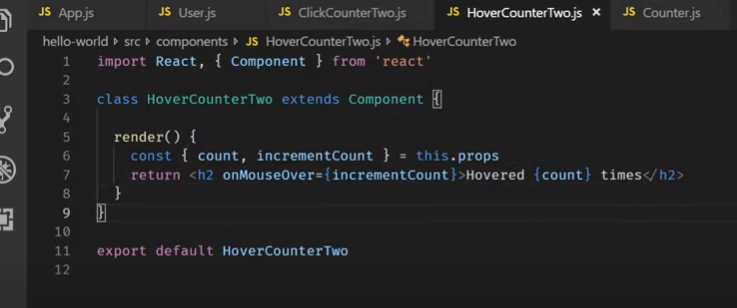 JS App.js JS User.js JS ClickCounterTwo.js JS HoverCounterTwo.js × JS Counter.js
hello-world › src › components › JS HoverCounterTwo.js › HoverCounterTwo
1 import React, { Component } from 'react'
2
3 class HoverCounterTwo extends Component {
4
5 render() {
6 const { count, incrementCount } = this.props
7 return <h2 onMouseOver={incrementCount}>Hovered {count} times</h2>
8 }
9 }
10
11 export default HoverCounterTwo
12